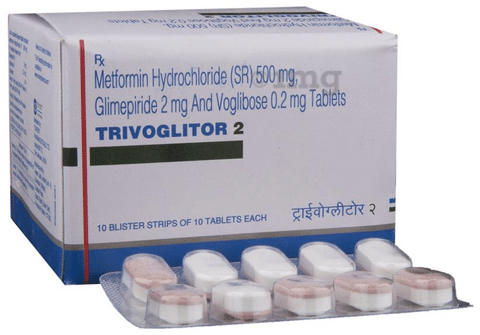 Rx
Metformin Hydrochloride (SR) 500 mg,
Glimepiride 2 mg And Voglibose 0.2 mg Tablets
TRIVOGLITOR 2
10 BLISTER STRIPS OF 10 TABLETS EACH
ट्राईवोग्लीटोर २